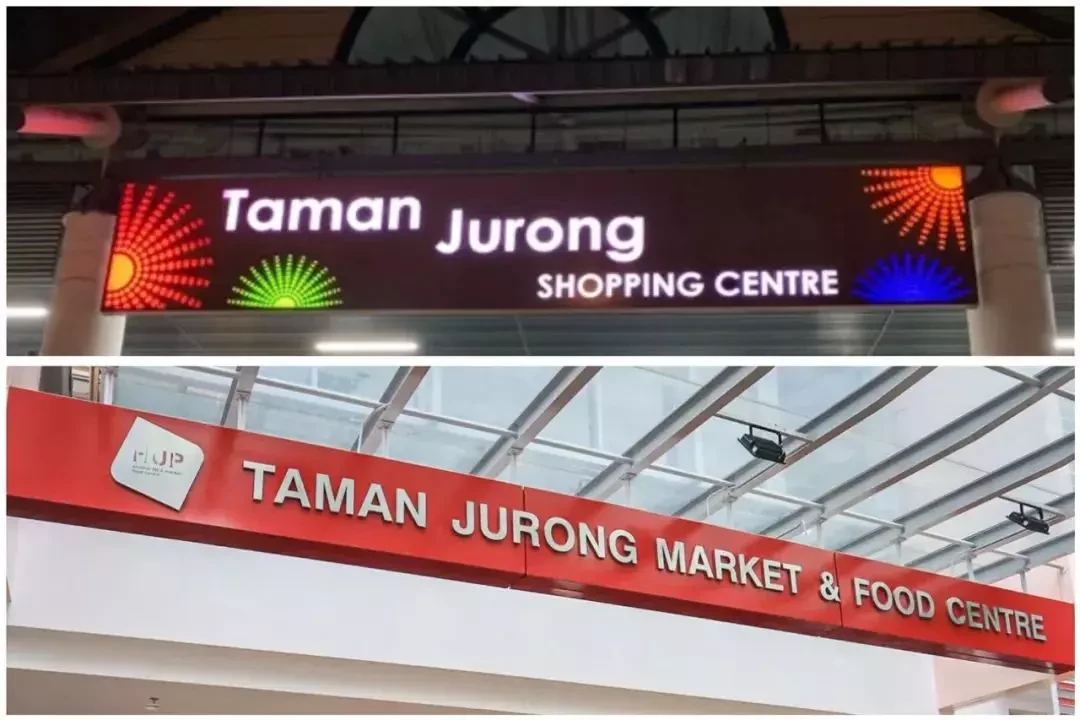 Taman Jurong
SHOPPING CENTRE
HUP
TAMAN JURONG MARKET & FOOD CENTRE